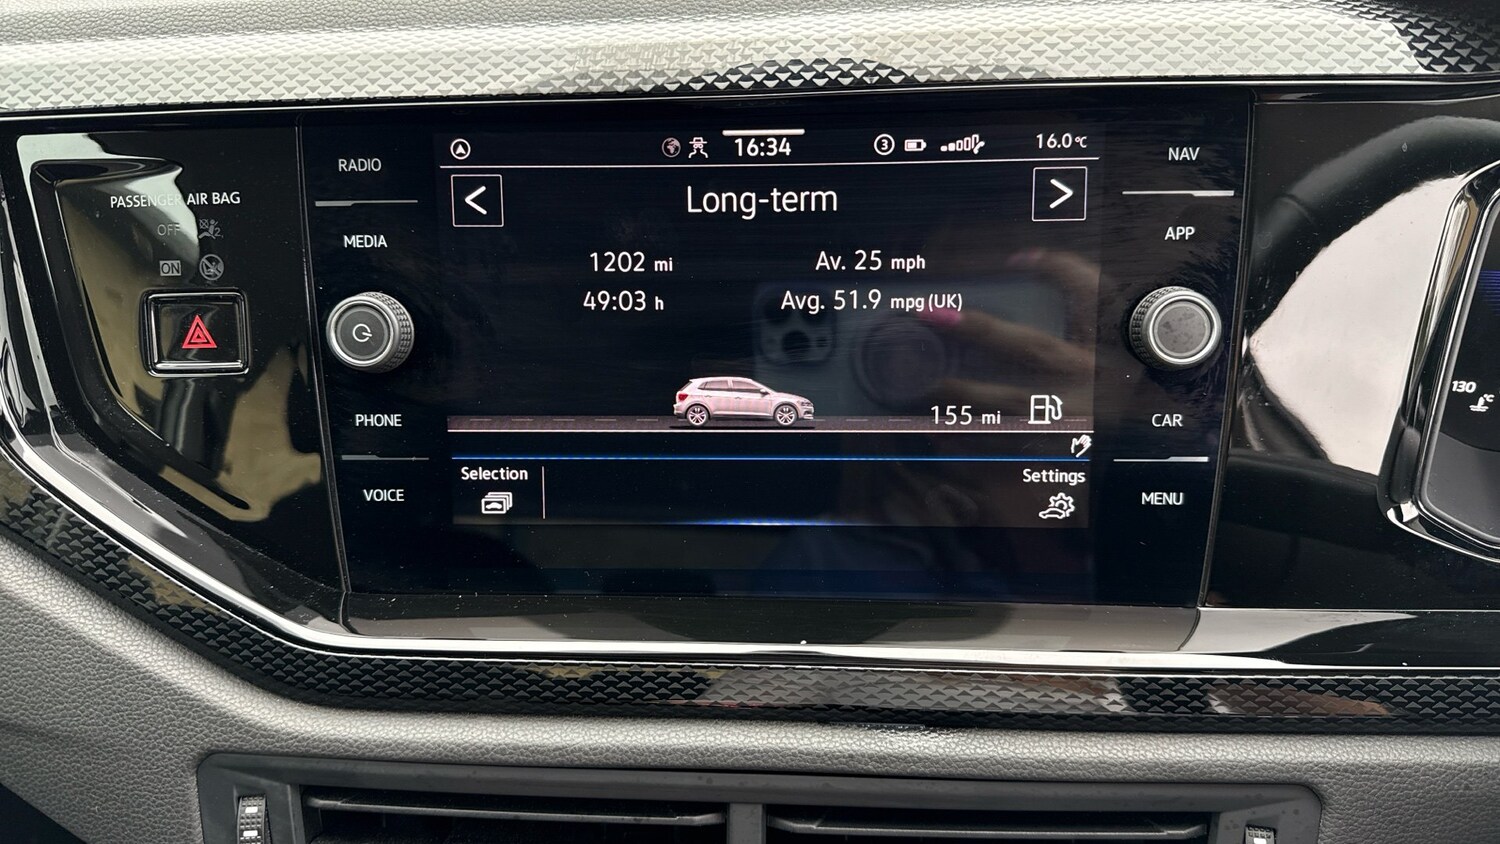 PASSENGER AIR BAG
OFF
ON
RADIO
MEDIA
PHONE
VOICE
16:34
3
16.0°C
Long-term
1202 mi
Av. 25 mph
49:03 h
Avg. 51.9 mpg (UK)
155 mi
Selection
Settings
NAV
APP
CAR
MENU
130
°C